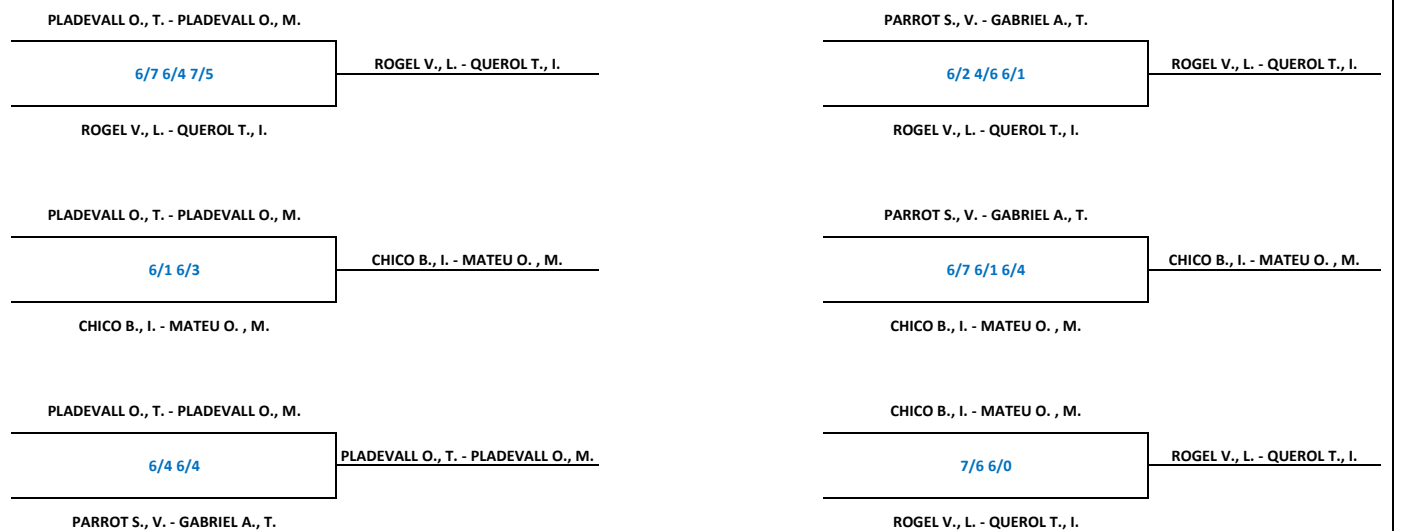 PLADEVALL O., T. - PLADEVALL O., M.
6/7 6/4 7/5
ROGEL V., L. - QUEROL T., I.
ROGEL V., L. - QUEROL T., I.
PARROT S., V. - GABRIEL A., T.
6/2 4/6 6/1
ROGEL V., L. - QUEROL T., I.
ROGEL V., L. - QUEROL T., I.
PLADEVALL O., T. - PLADEVALL O., M.
6/1 6/3
CHICO B., I. - MATEU O. , M.
CHICO B., I. - MATEU O. , M.
PARROT S., V. - GABRIEL A., T.
6/7 6/1 6/4
CHICO B., I. - MATEU O. , M.
CHICO B., I. - MATEU O. , M.
PLADEVALL O., T. - PLADEVALL O., M.
6/4 6/4
PLADEVALL O., T. - PLADEVALL O., M.
PARROT S., V. - GABRIEL A., T.
CHICO B., I. - MATEU O. , M.
7/6 6/0
ROGEL V., L. - QUEROL T., I.
ROGEL V., L. - QUEROL T., I.